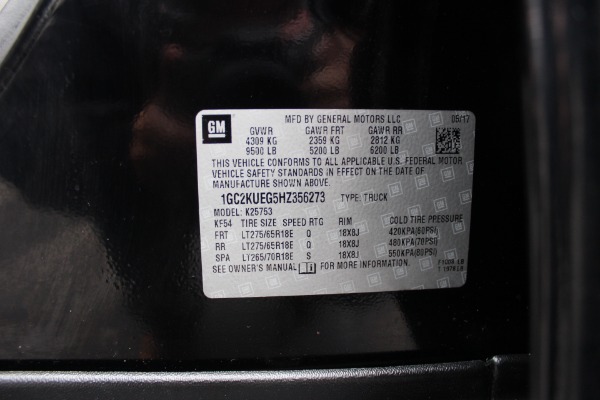 GM
MFD BY GENERAL MOTORS LLC 05/17
GVWR GAWR FRT GAWR RR
4309 KG 2359 KG 2812 KG
9500 LB 5200 LB 6200 LB
THIS VEHICLE CONFORMS TO ALL APPLICABLE U.S. FEDERAL MOTOR
VEHICLE SAFETY STANDARDS IN EFFECT ON THE DATE OF
MANUFACTURE SHOWN ABOVE.
1GC2KUEG5HZ356273 TYPE: TRUCK
MODEL: K25753
KF54 TIRE SIZE SPEED RTG RIM COLD TIRE PRESSURE
FRT LT275/65R18E Q 18X8J 420KPA(60PSI)
RR LT275/65R18E Q 18X8J 480KPA(70PSI)
SPA LT265/70R18E S 18X8J 550KPA(80PSI)
SEE OWNER'S MANUAL i FOR MORE INFORMATION.